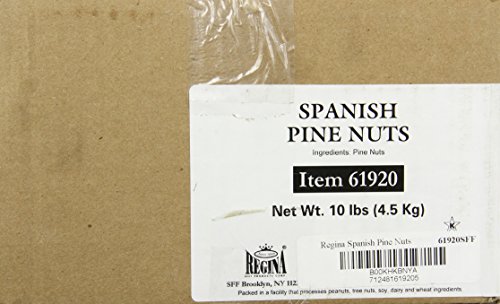 SPANISH
PINE NUTS
Ingredients: Pine Nuts
Item 61920
Net Wt. 10 lbs (4.5 Kg)
REGINA
SFF Brooklyn, NY 112
Packed in a facility that processes peanuts, tree nuts, soy, dairy and wheat ingredients
K
Regina Spanish Pine Nuts 61920SFF
B00KHKBNYA
712481619205